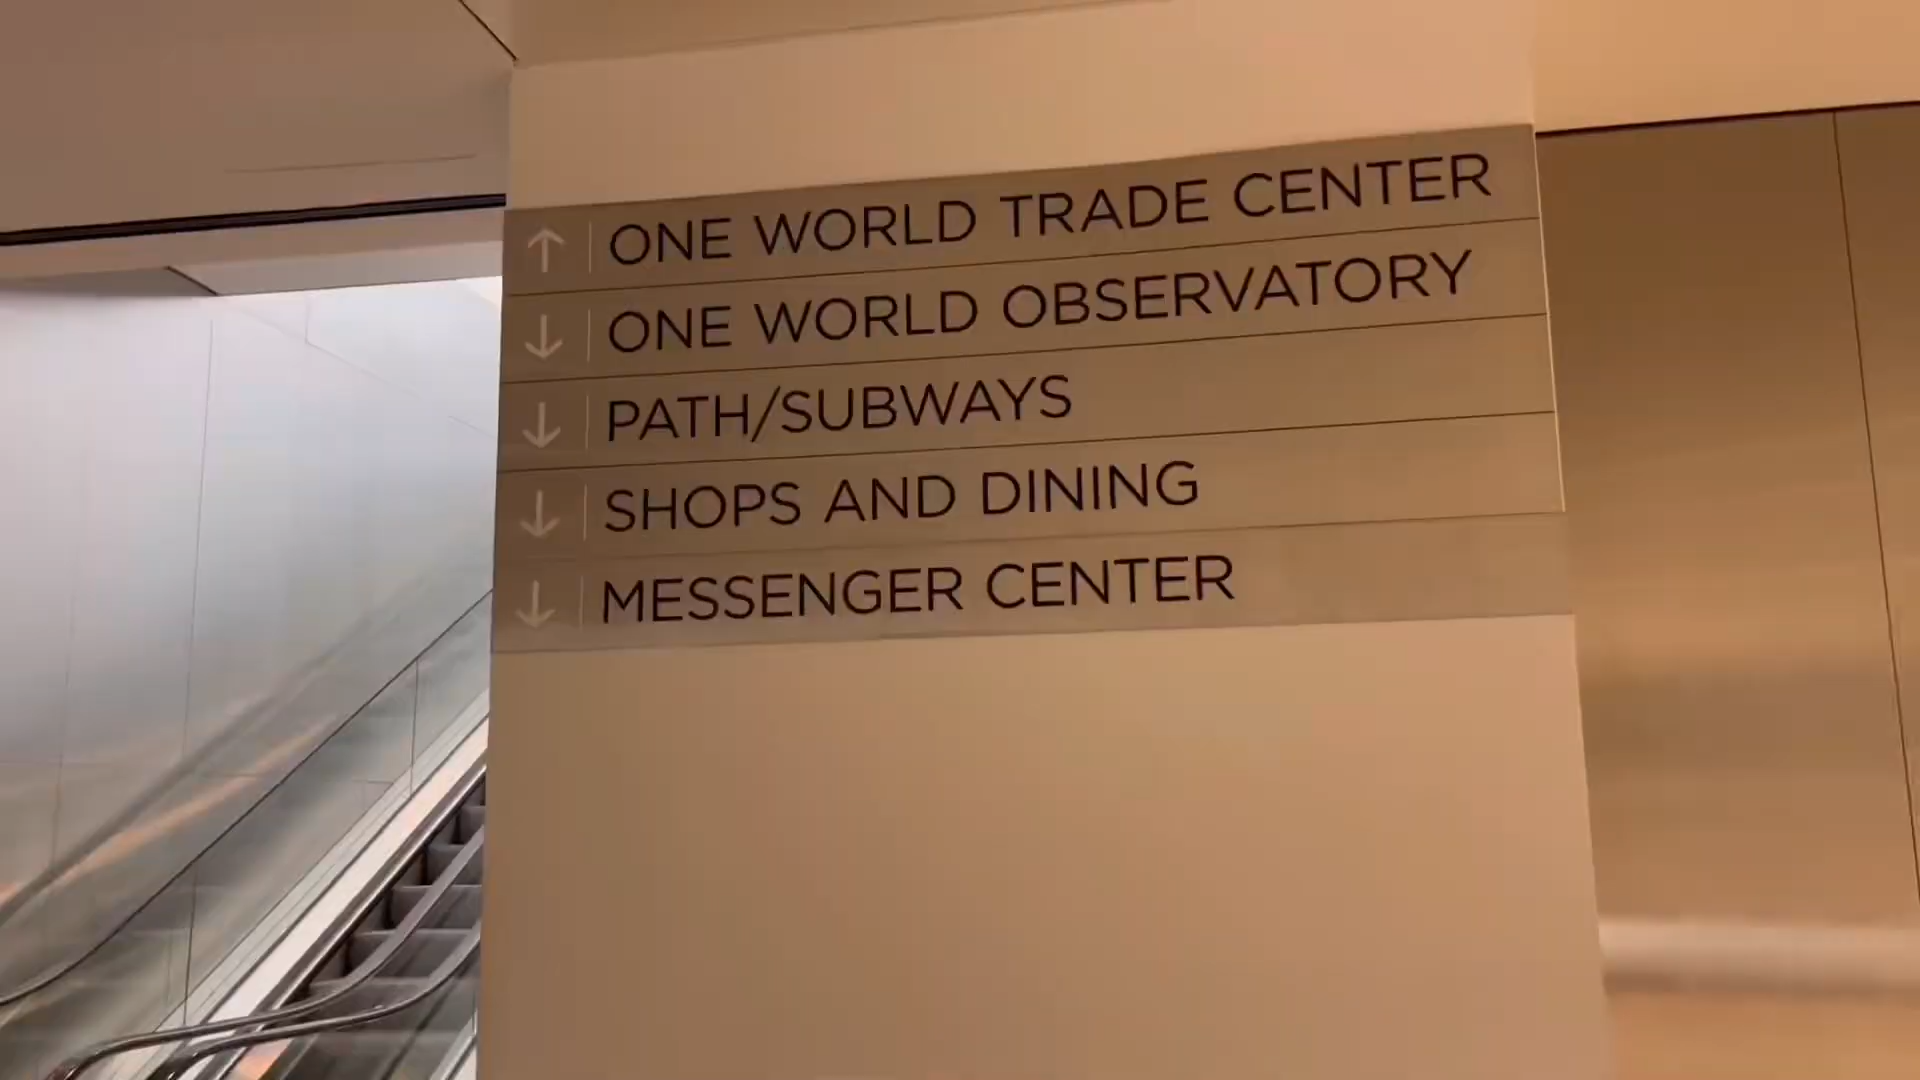 ↑ ONE WORLD TRADE CENTER
↓ ONE WORLD OBSERVATORY
↓ PATH/SUBWAYS
↓ SHOPS AND DINING
↓ MESSENGER CENTER